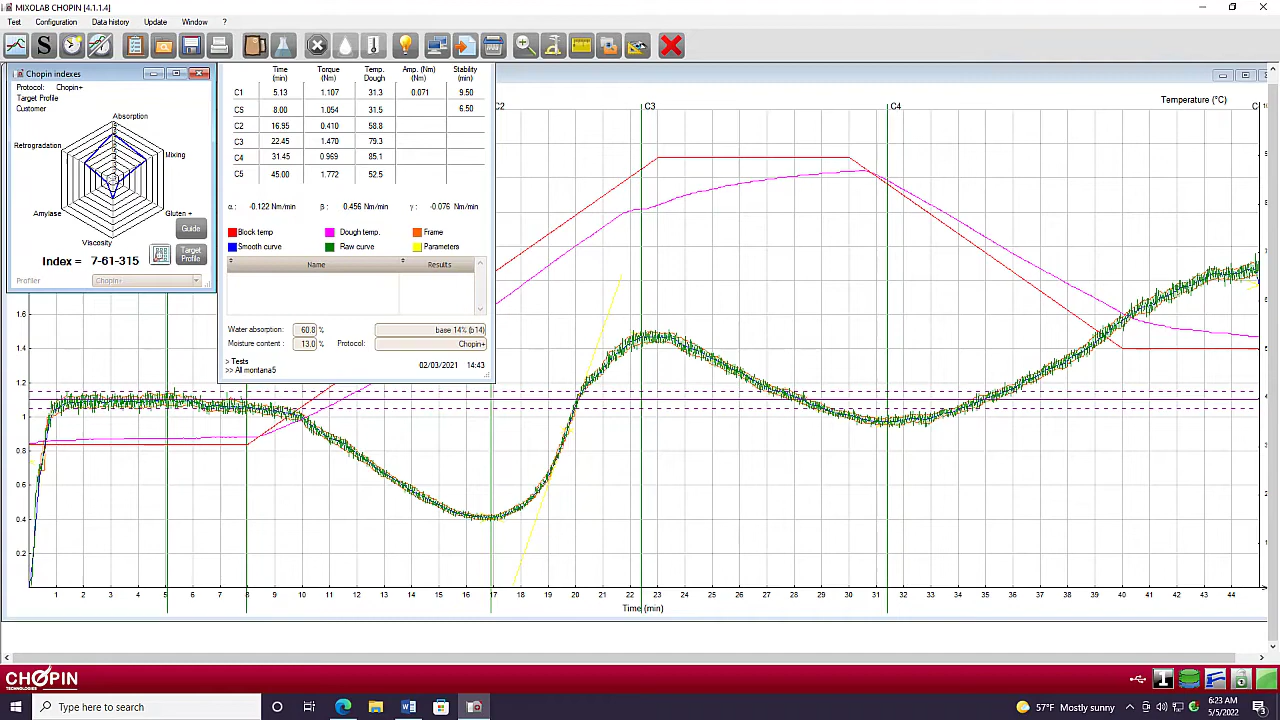 MIXOLAB CHOPIN [4.1.1.4]
Test Configuration Data history Update Window ?
Chopin indexes
Protocol: Chopin+
Target Profile
Customer
Absorption
Retrogradation
Mixing
Amylase
Gluten +
Viscosity
Guide
Index = 7-61-315
Target Profile
Profiler Chopin+
Time (min) Torque (Nm) Temp. Dough Amp. (Nm) (Nm) Stability (min)
C1 5.13 1.107 31.3 0.071 9.50
CS 8.00 1.054 31.5 6.50
C2 16.95 0.410 58.8
C3 22.45 1.470 79.3
C4 31.45 0.969 85.1
C5 45.00 1.772 52.5
α : -0.122 Nm/min β : 0.456 Nm/min γ : -0.076 Nm/min
Block temp Dough temp. Frame
Smooth curve Raw curve Parameters
Name Results
Water absorption: 60.8 % base 14% (b14)
Moisture content : 13.0 % Protocol: Chopin+
> Tests
>> All montana5
02/03/2021 14:43
C2 C3 C4
Temperature (°C)
1.6
1.4
1.2
1
0.8
0.6
0.4
0.2
1 2 3 4 5 6 7 8 9 10 11 12 13 14 15 16 17 18 19 20 21 22 23 24 25 26 27 28 29 30 31 32 33 34 35 36 37 38 39 40 41 42 43 44
Time (min)
CHOPIN
TECHNOLOGIES
Type here to search
57°F Mostly sunny
6:23 AM
5/5/2022